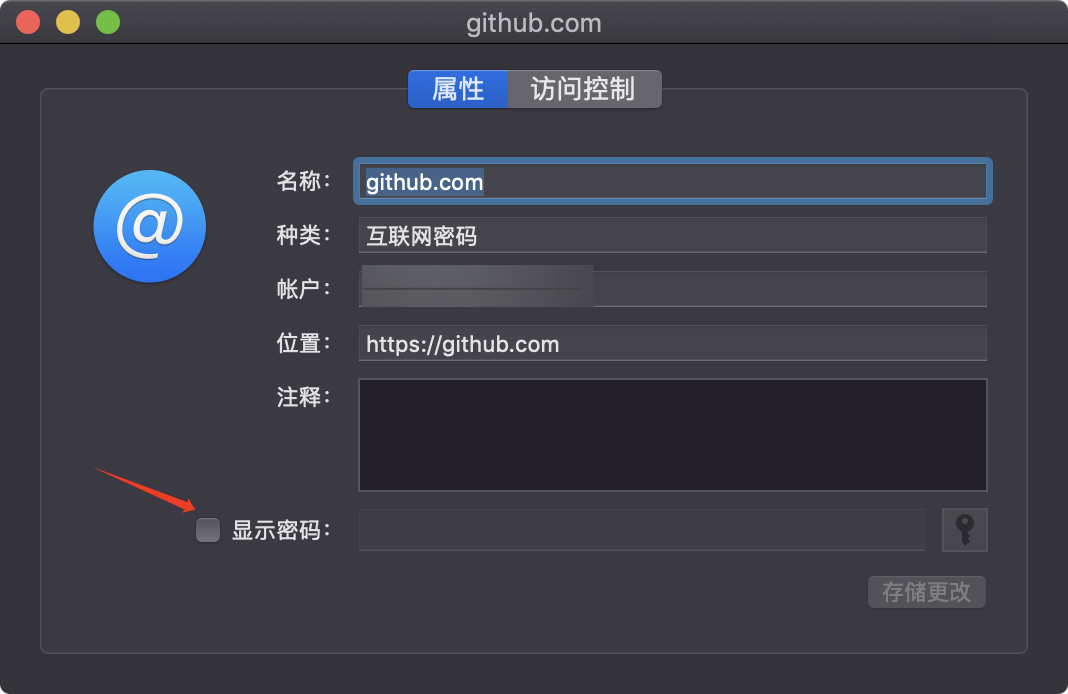 github.com
属性 访问控制
名称： github.com
种类： 互联网密码
帐户：
位置： https://github.com
注释：
显示密码：
存储更改